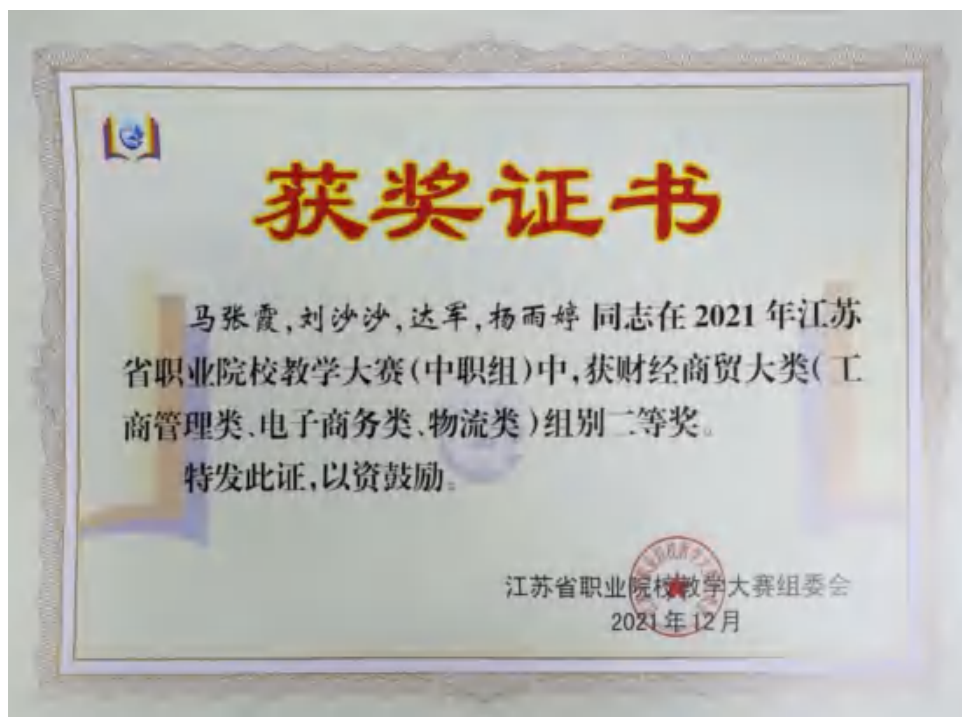 获奖证书
马张霞,刘沙沙,达军,杨雨婷 同志在 2021 年江苏
省职业院校教学大赛(中职组)中,获财经商贸大类(工
商管理类、电子商务类、物流类)组别二等奖。
特发此证,以资鼓励。
江苏省职业院校教学大赛组委会
2021年12月